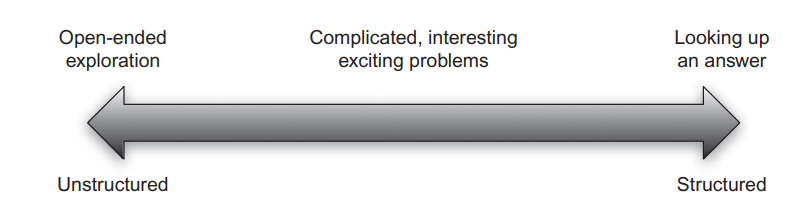 Open-ended
exploration
Complicated, interesting
exciting problems
Looking up
an answer
Unstructured
Structured